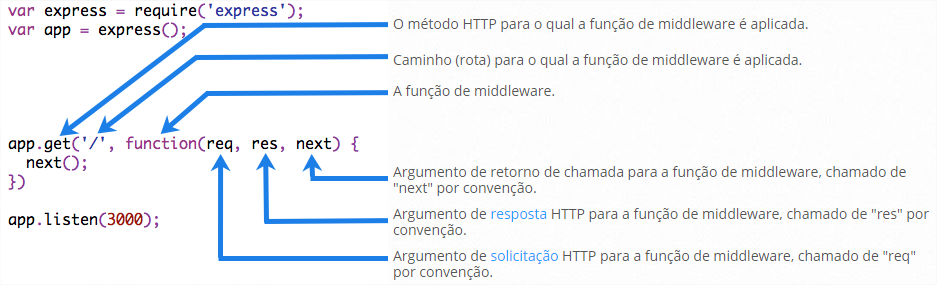 var express = require('express');
var app = express();
O método HTTP para o qual a função de middleware é aplicada.
Caminho (rota) para o qual a função de middleware é aplicada.
A função de middleware.
app.get('/', function(req, res, next) {
next();
})
app.listen(3000);
Argumento de retorno de chamada para a função de middleware, chamado de
"next" por convenção.
Argumento de resposta HTTP para a função de middleware, chamado de "res" por
convenção.
Argumento de solicitação HTTP para a função de middleware, chamado de "req"
por convenção.